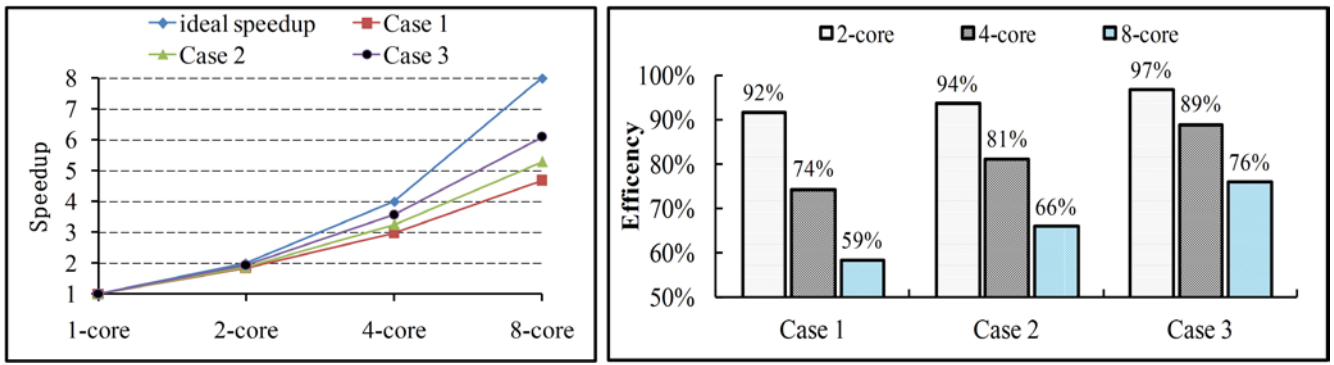 ideal speedup Case 1
Case 2 Case 3
8
7
6
5
4
3
2
1
Speedup
1-core 2-core 4-core 8-core
2-core 4-core 8-core
100%
90%
80%
70%
60%
50%
Efficency
92% 74% 59%
94% 81% 66%
97% 89% 76%
Case 1 Case 2 Case 3